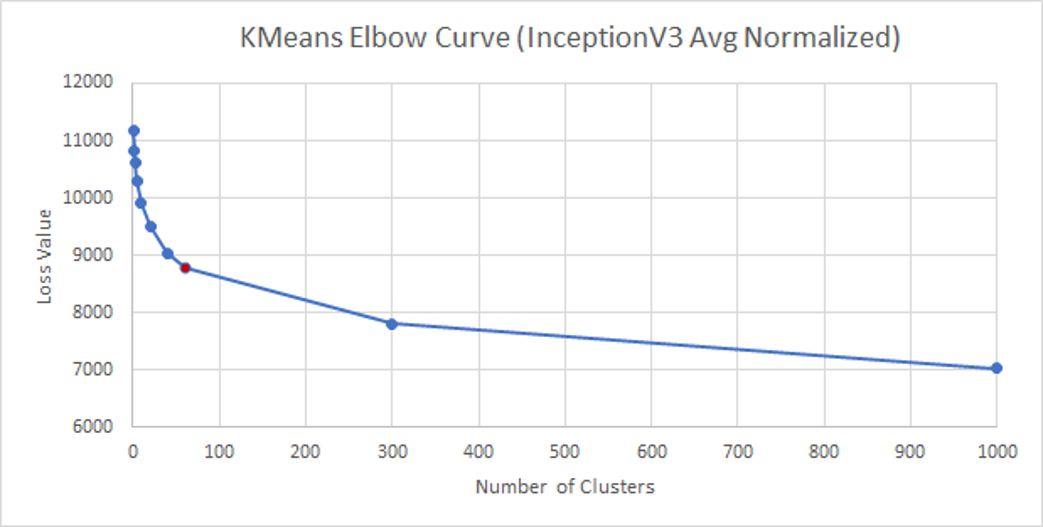 KMeans Elbow Curve (InceptionV3 Avg Normalized)
12000
11000
10000
9000
8000
7000
6000
Loss Value
0 100 200 300 400 500 600 700 800 900 1000
Number of Clusters